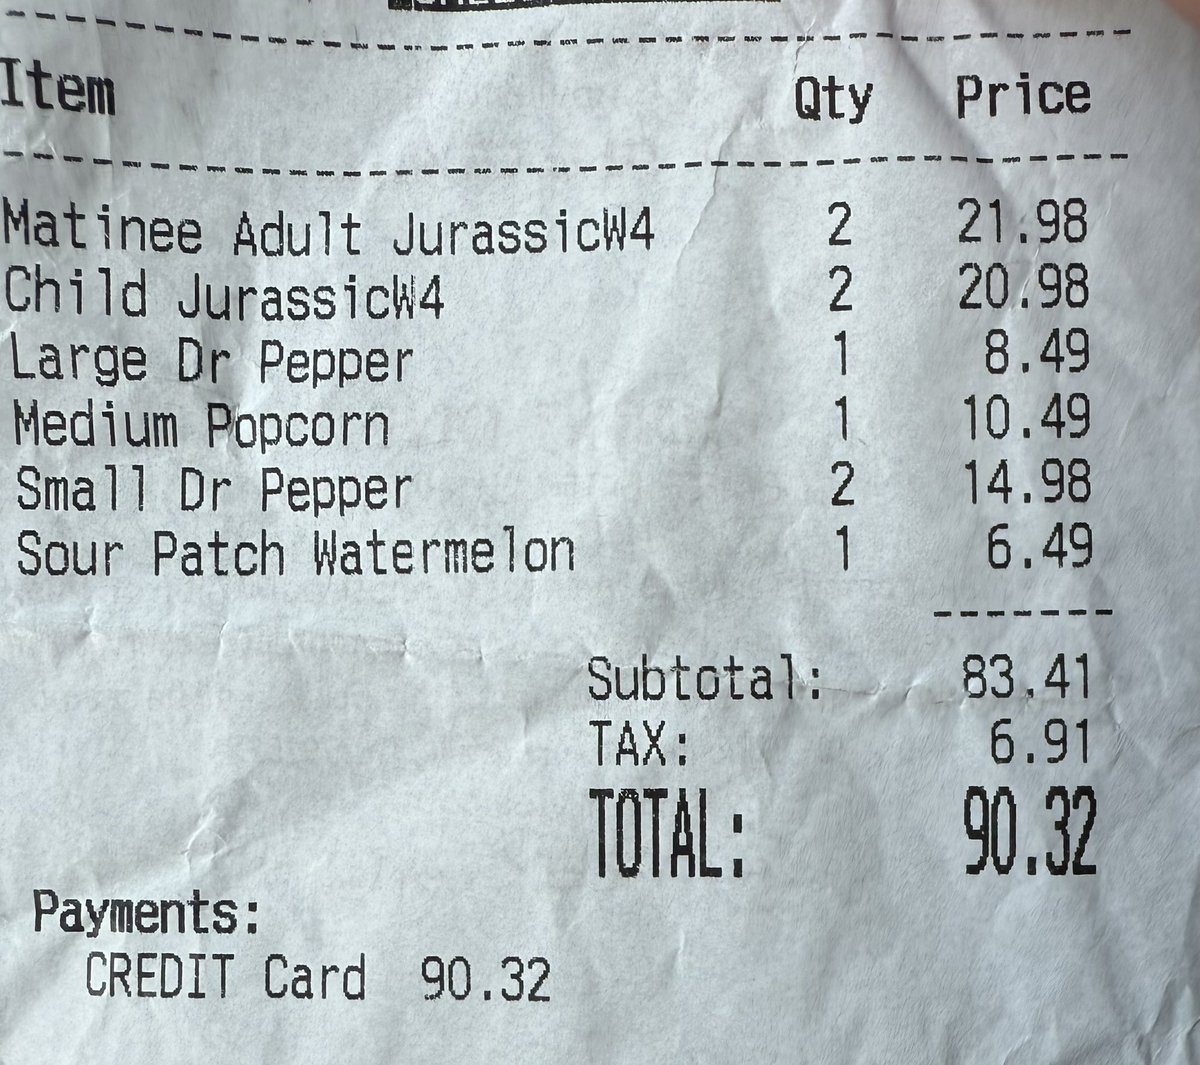 Item Qty Price
Matinee Adult JurassicW4 2 21.98
Child JurassicW4 2 20.98
Large Dr Pepper 1 8.49
Medium Popcorn 1 10.49
Small Dr Pepper 2 14.98
Sour Patch Watermelon 1 6.49
Subtotal: 83.41
TAX: 6.91
TOTAL: 90.32
Payments:
CREDIT Card 90.32